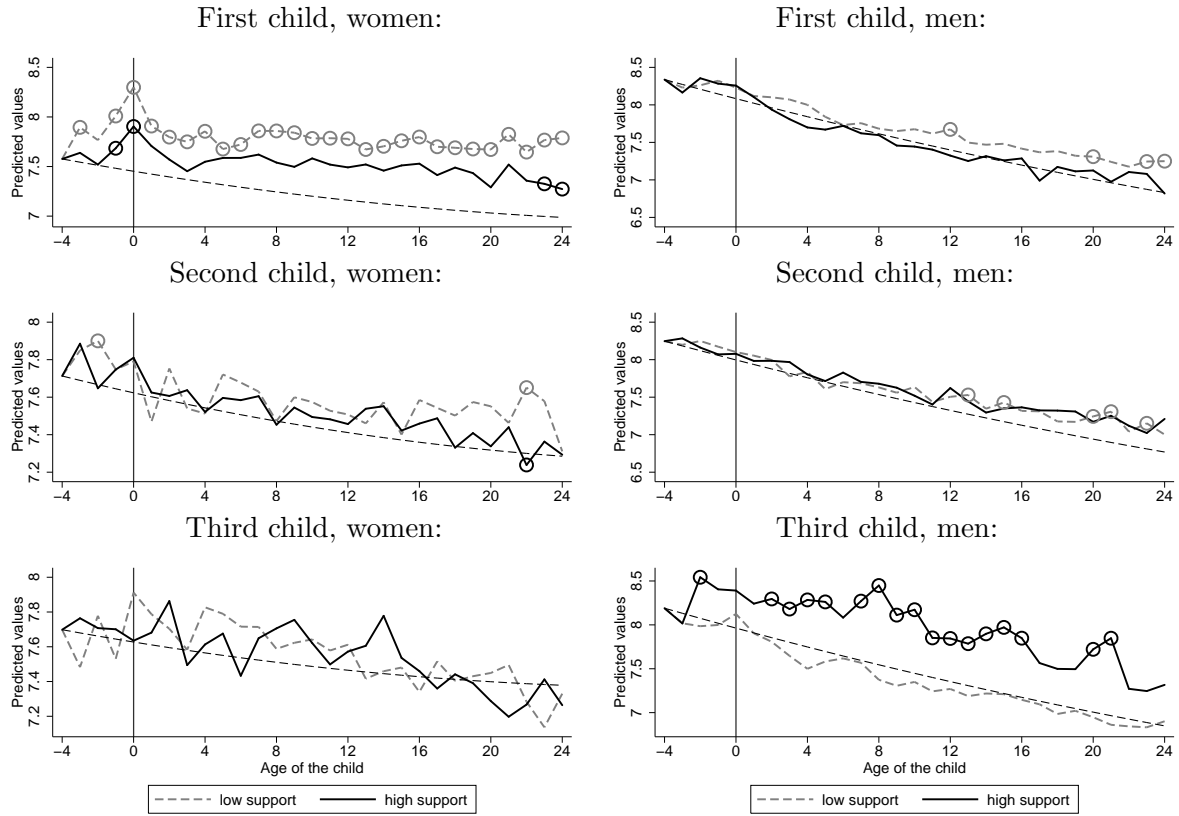 First child, women:
First child, men:
Predicted values
7 7.5 8 8.5
−4 0 4 8 12 16 20 24
Predicted values
6.5 7 7.5 8 8.5
−4 0 4 8 12 16 20 24
Second child, women:
Second child, men:
Predicted values
7.2 7.4 7.6 7.8 8
−4 0 4 8 12 16 20 24
Predicted values
6.5 7 7.5 8 8.5
−4 0 4 8 12 16 20 24
Third child, women:
Third child, men:
Predicted values
7.2 7.4 7.6 7.8 8
−4 0 4 8 12 16 20 24
Age of the child
low support high support
Predicted values
7 7.5 8 8.5
−4 0 4 8 12 16 20 24
Age of the child
low support high support